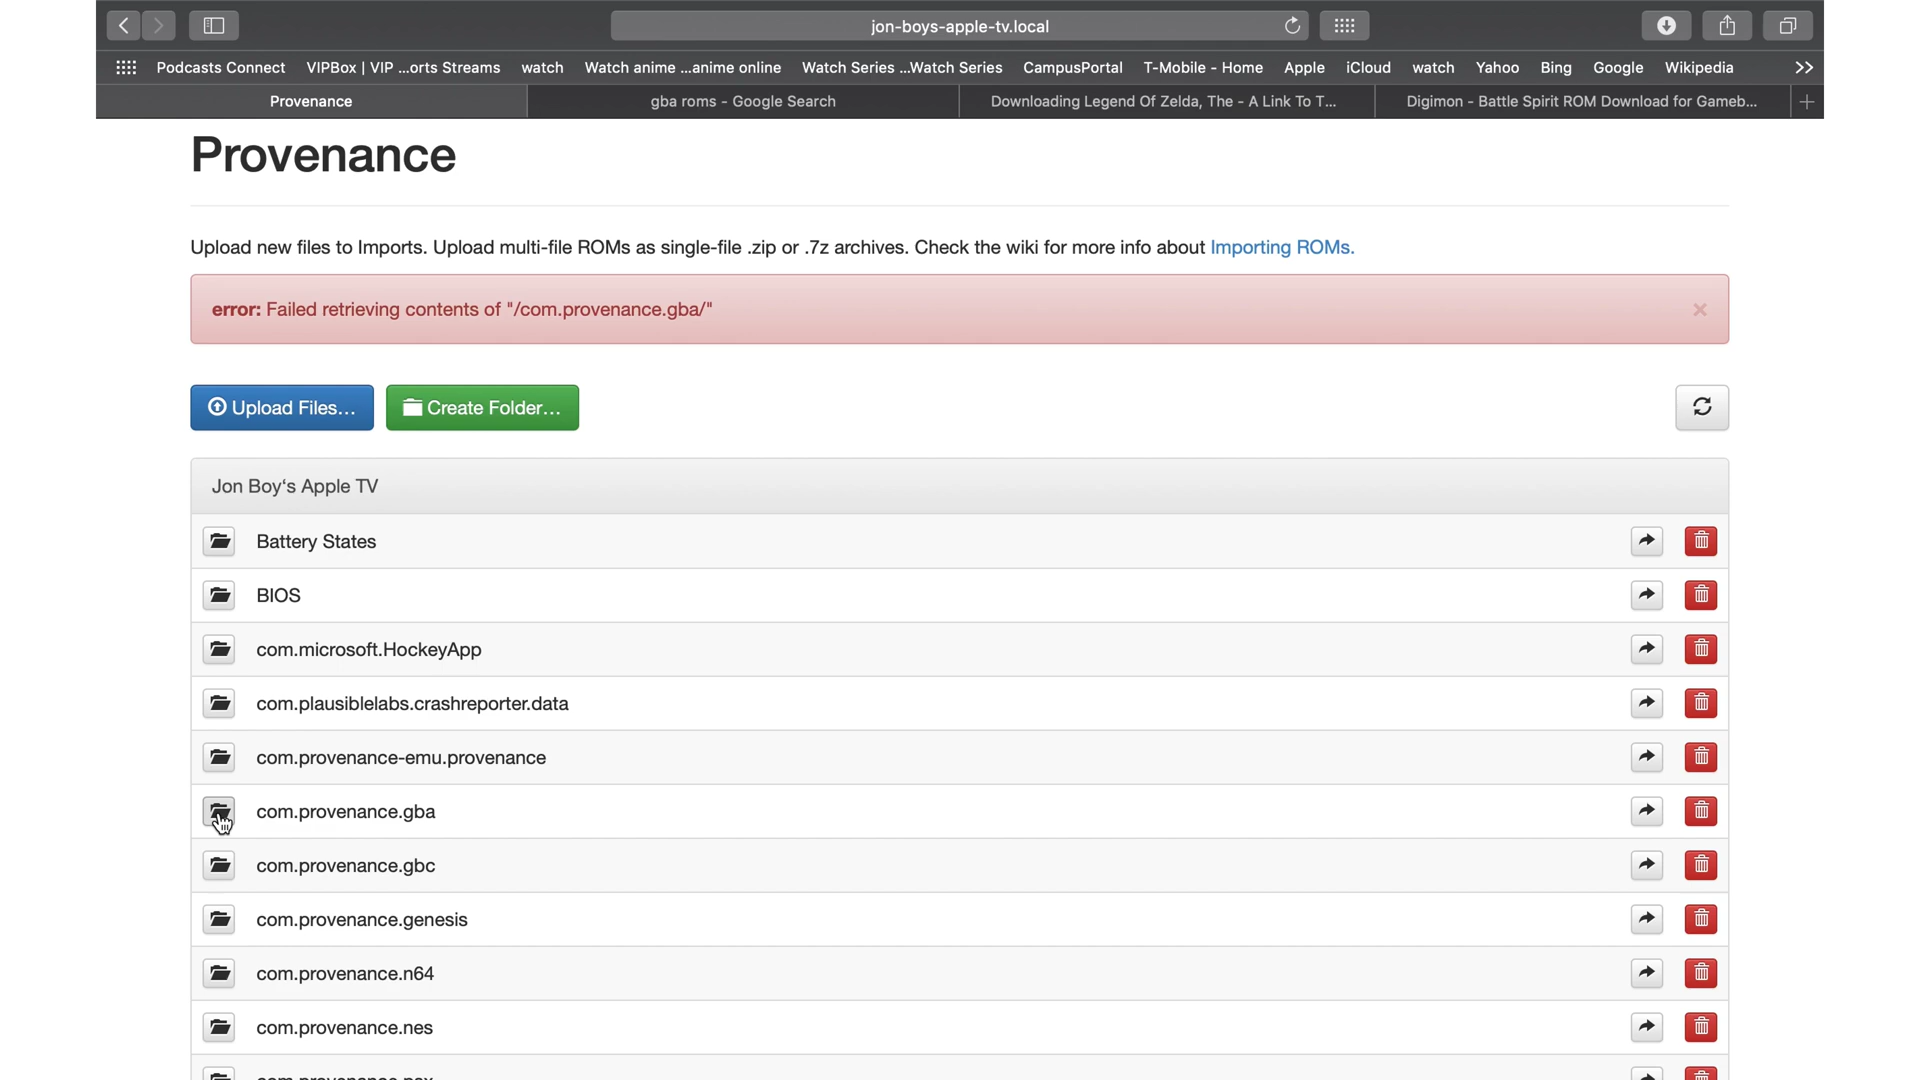 jon-boys-apple-tv.local
Podcasts Connect VIPBox | VIP ...orts Streams watch Watch anime ...anime online Watch Series ...Watch Series CampusPortal T-Mobile - Home Apple iCloud watch Yahoo Bing Google Wikipedia
Provenance gba roms - Google Search Downloading Legend Of Zelda, The - A Link To T... Digimon - Battle Spirit ROM Download for Gameb...
Provenance
Upload new files to Imports. Upload multi-file ROMs as single-file .zip or .7z archives. Check the wiki for more info about Importing ROMs.
error: Failed retrieving contents of "/com.provenance.gba/"
×
Upload Files... Create Folder...
Jon Boy‘s Apple TV
Battery States
BIOS
com.microsoft.HockeyApp
com.plausiblelabs.crashreporter.data
com.provenance-emu.provenance
com.provenance.gba
com.provenance.gbc
com.provenance.genesis
com.provenance.n64
com.provenance.nes